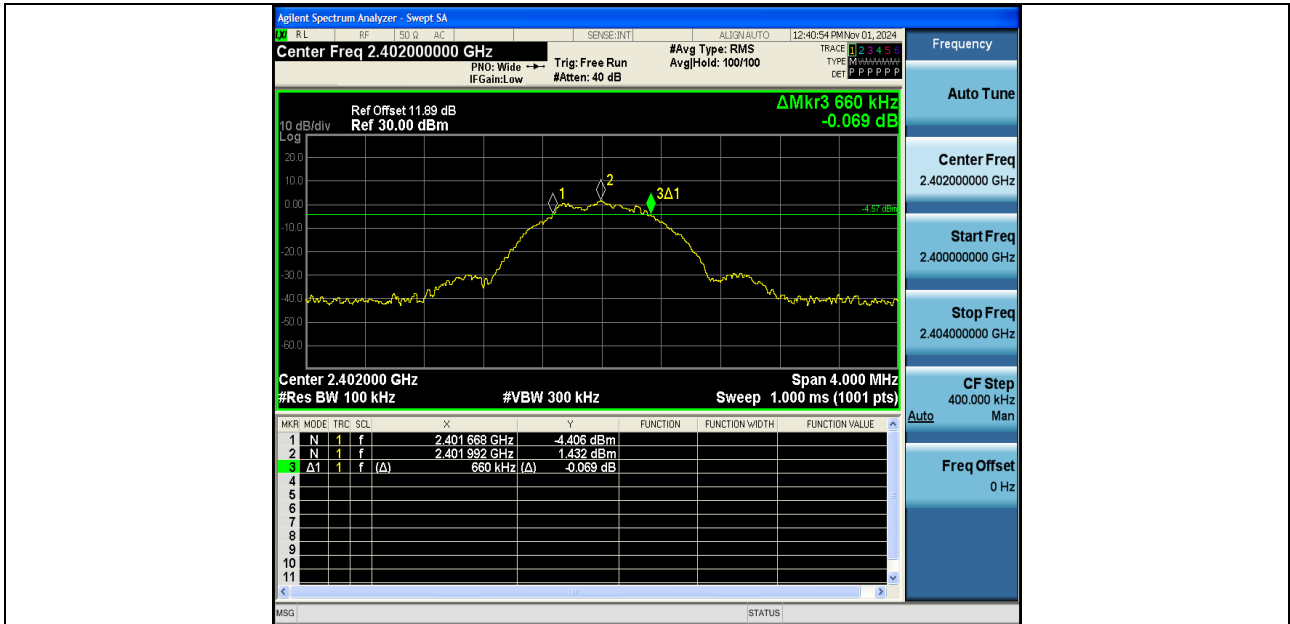 Agilent Spectrum Analyzer - Swept SA
LXI RL RF 50 Ω AC SENSE:INT ALIGN AUTO 12:40:54 PM Nov 01, 2024
Center Freq 2.402000000 GHz
PNO: Wide
IFGain:Low
Trig: Free Run
#Atten: 40 dB
#Avg Type: RMS
Avg|Hold: 100/100
TRACE 1 2 3 4 5 6
TYPE M
DET P P P P P P
ΔMkr3 660 kHz
-0.069 dB
Ref Offset 11.89 dB
10 dB/div Ref 30.00 dBm
Log
20.0
10.0
0.00
-10.0
-20.0
-30.0
-40.0
-50.0
-60.0
1
2
3Δ1
-4.57 dBm
Center 2.402000 GHz Span 4.000 MHz
#Res BW 100 kHz #VBW 300 kHz Sweep 1.000 ms (1001 pts)
MKR MODE TRC SCL X Y FUNCTION FUNCTION WIDTH FUNCTION VALUE
1 N 1 f 2.401 668 GHz -4.406 dBm
2 N 1 f 2.401 992 GHz 1.432 dBm
3 Δ1 1 f (Δ) 660 kHz (Δ) -0.069 dB
4
5
6
7
8
9
10
11
MSG STATUS
Frequency
Auto Tune
Center Freq
2.402000000 GHz
Start Freq
2.400000000 GHz
Stop Freq
2.404000000 GHz
CF Step
400.000 kHz
Auto Man
Freq Offset
0 Hz